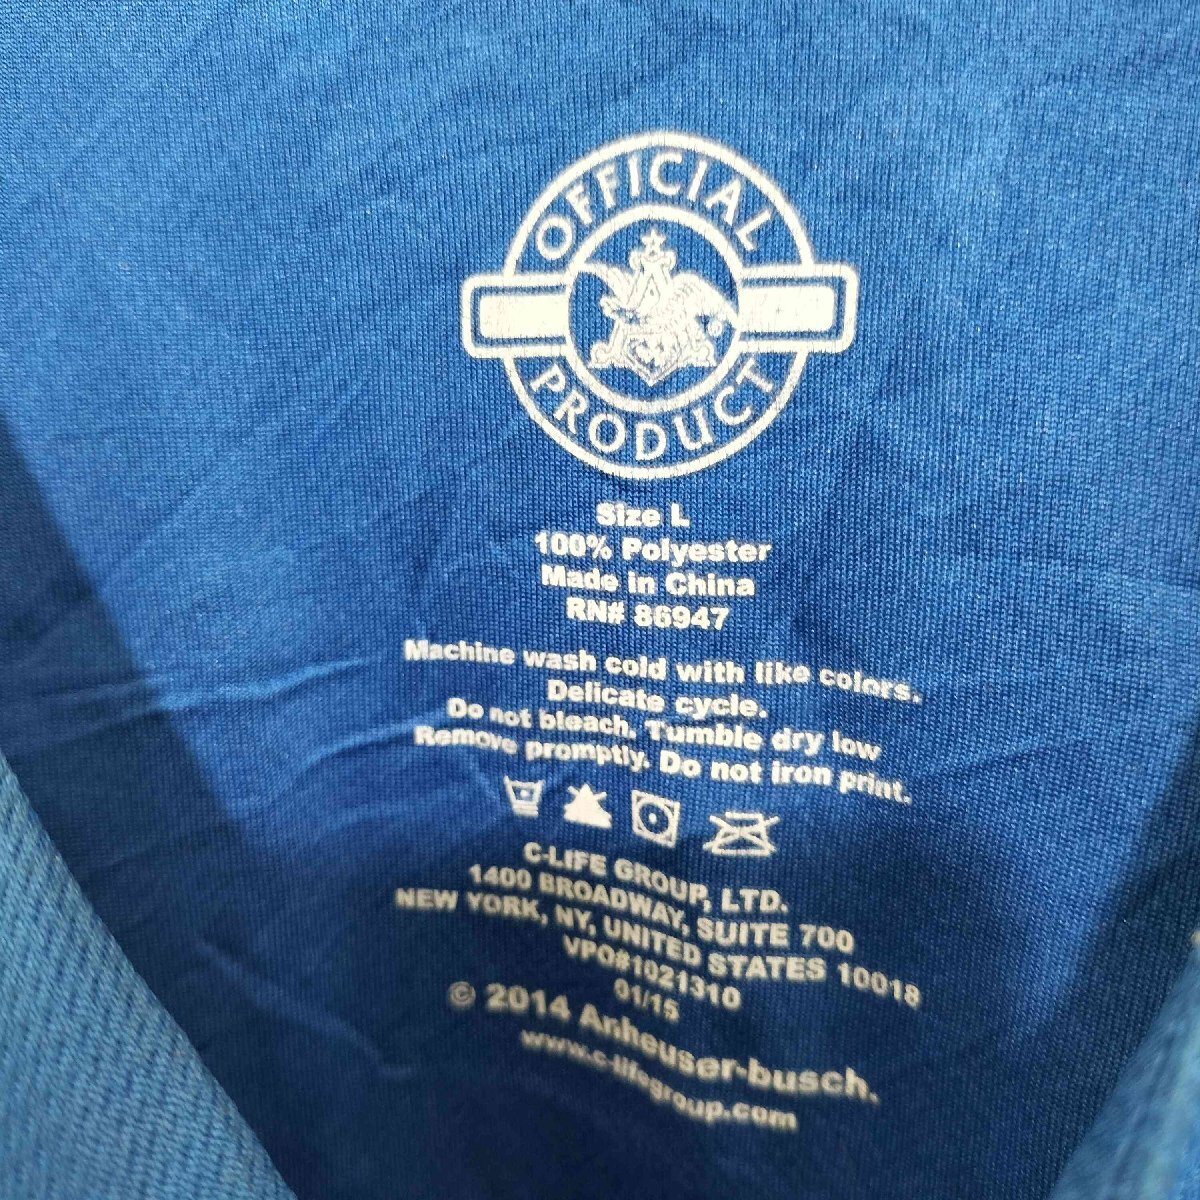 OFFICIAL
PRODUCT
Size L
100% Polyester
Made in China
RN# 86947
Machine wash cold with like colors.
Delicate cycle.
Do not bleach. Tumble dry low
Remove promptly. Do not iron print.
C-LIFE GROUP, LTD.
1400 BROADWAY, SUITE 700
NEW YORK, NY, UNITED STATES 10018
VPO#1021310
01/15
© 2014 Anheuser-busch.
www.c-lifegroup.com